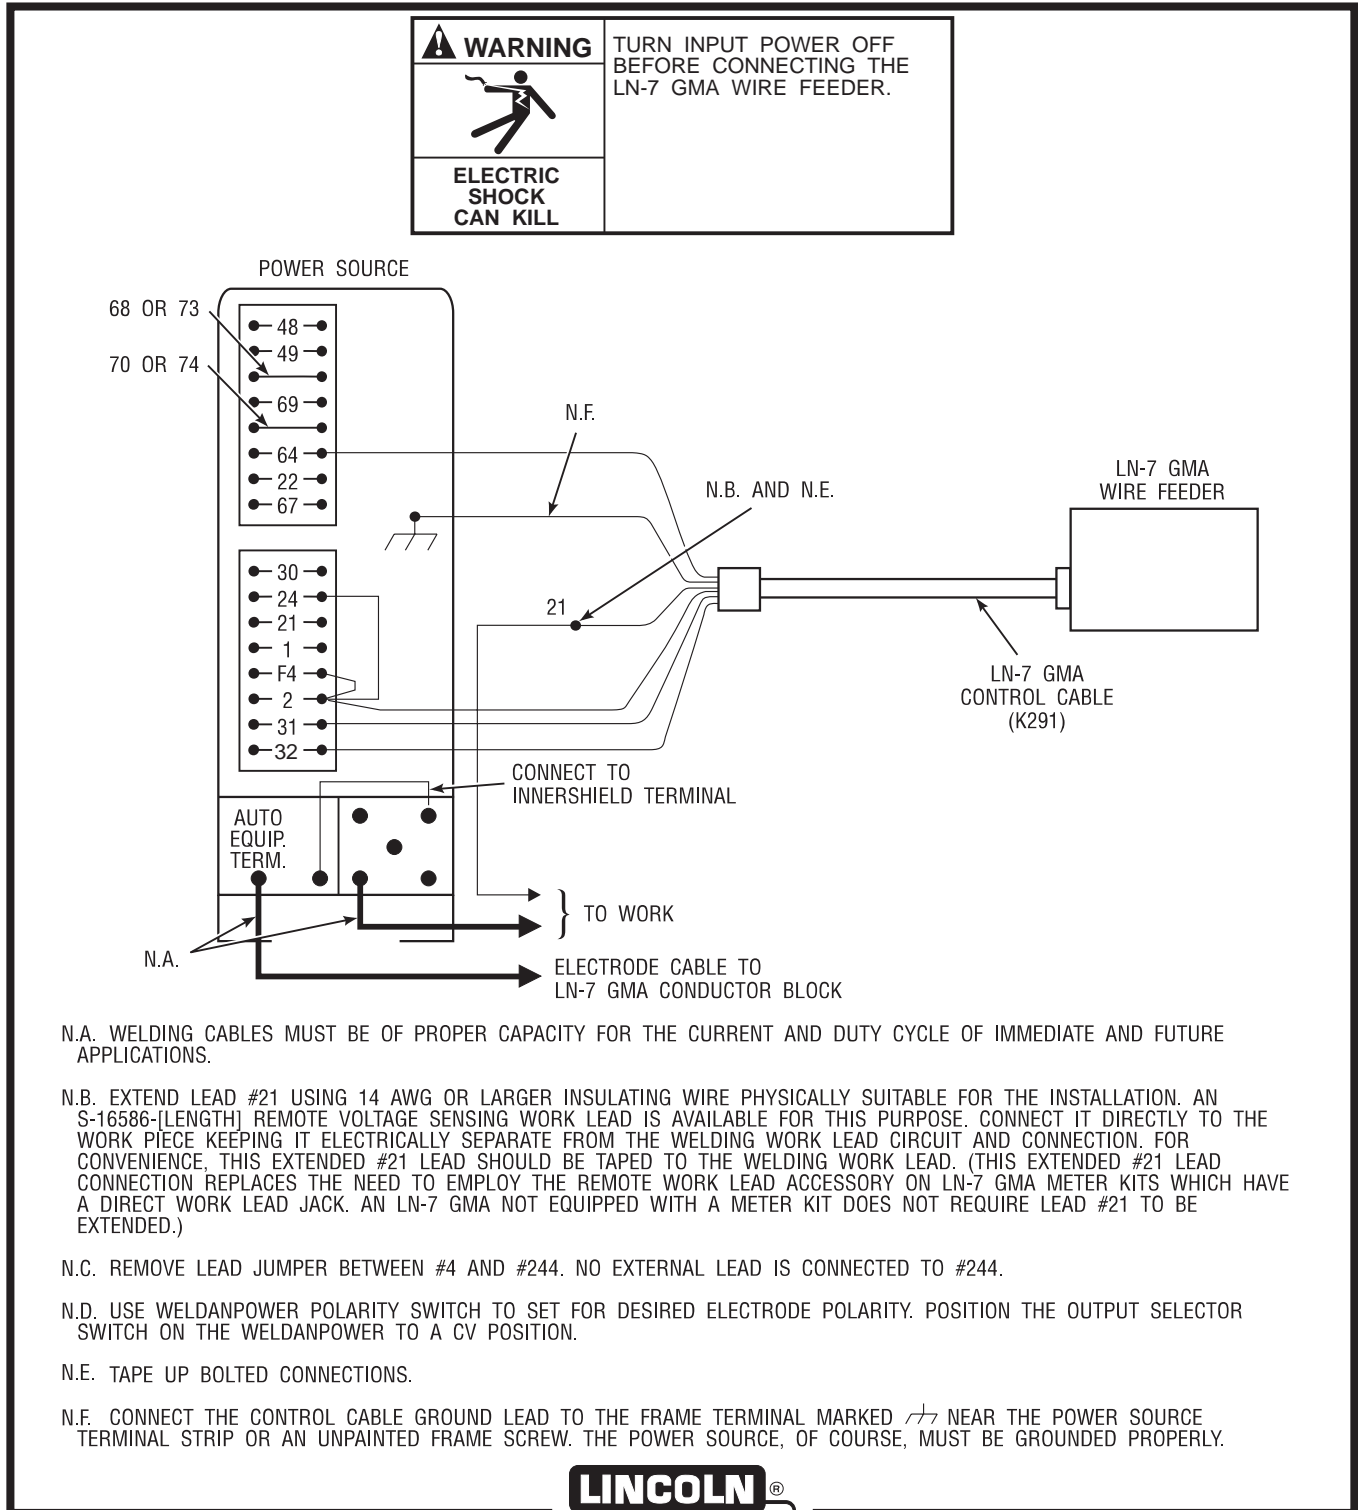 WARNING
ELECTRIC
SHOCK
CAN KILL
TURN INPUT POWER OFF
BEFORE CONNECTING THE
LN-7 GMA WIRE FEEDER.
POWER SOURCE
68 OR 73
70 OR 74
48
49
69
64
22
67
30
24
21
1
F4
2
31
32
N.F.
N.B. AND N.E.
21
LN-7 GMA
WIRE FEEDER
LN-7 GMA
CONTROL CABLE
(K291)
CONNECT TO
INNERSHIELD TERMINAL
AUTO
EQUIP.
TERM.
TO WORK
N.A.
ELECTRODE CABLE TO
LN-7 GMA CONDUCTOR BLOCK
N.A. WELDING CABLES MUST BE OF PROPER CAPACITY FOR THE CURRENT AND DUTY CYCLE OF IMMEDIATE AND FUTURE
APPLICATIONS.
N.B. EXTEND LEAD #21 USING 14 AWG OR LARGER INSULATING WIRE PHYSICALLY SUITABLE FOR THE INSTALLATION. AN
S-16586-[LENGTH] REMOTE VOLTAGE SENSING WORK LEAD IS AVAILABLE FOR THIS PURPOSE. CONNECT IT DIRECTLY TO THE
WORK PIECE KEEPING IT ELECTRICALLY SEPARATE FROM THE WELDING WORK LEAD CIRCUIT AND CONNECTION. FOR
CONVENIENCE, THIS EXTENDED #21 LEAD SHOULD BE TAPED TO THE WELDING WORK LEAD. (THIS EXTENDED #21 LEAD
CONNECTION REPLACES THE NEED TO EMPLOY THE REMOTE WORK LEAD ACCESSORY ON LN-7 GMA METER KITS WHICH HAVE
A DIRECT WORK LEAD JACK. AN LN-7 GMA NOT EQUIPPED WITH A METER KIT DOES NOT REQUIRE LEAD #21 TO BE
EXTENDED.)
N.C. REMOVE LEAD JUMPER BETWEEN #4 AND #244. NO EXTERNAL LEAD IS CONNECTED TO #244.
N.D. USE WELDANPOWER POLARITY SWITCH TO SET FOR DESIRED ELECTRODE POLARITY. POSITION THE OUTPUT SELECTOR
SWITCH ON THE WELDANPOWER TO A CV POSITION.
N.E. TAPE UP BOLTED CONNECTIONS.
N.F. CONNECT THE CONTROL CABLE GROUND LEAD TO THE FRAME TERMINAL MARKED NEAR THE POWER SOURCE
TERMINAL STRIP OR AN UNPAINTED FRAME SCREW. THE POWER SOURCE, OF COURSE, MUST BE GROUNDED PROPERLY.
LINCOLN ®